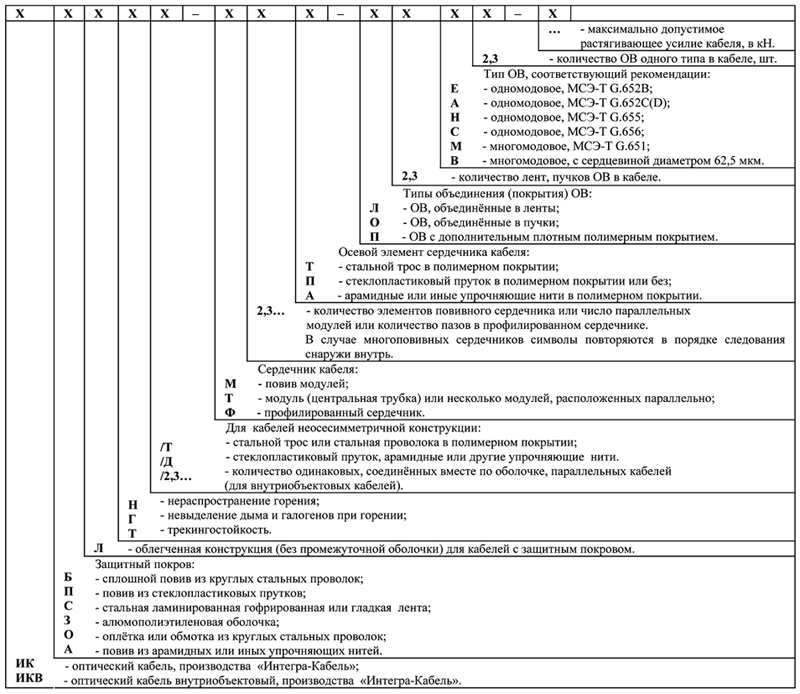 Х Х Х Х Х – Х Х Х – Х Х Х Х – Х
… - максимально допустимое
растягивающее усилие кабеля, в кН.
2,3 - количество ОВ одного типа в кабеле, шт.
Тип ОВ, соответствующий рекомендации:
Е - одномодовое, МСЭ-Т G.652B;
А - одномодовое, МСЭ-Т G.652C(D);
Н - одномодовое, МСЭ-Т G.655;
С - одномодовое, МСЭ-Т G.656;
М - многомодовое, МСЭ-Т G.651;
В - многомодовое, с сердцевиной диаметром 62,5 мкм.
2,3 - количество лент, пучков ОВ в кабеле.
Типы объединения (покрытия) ОВ:
Л - ОВ, объединённые в ленты;
О - ОВ, объединённые в пучки;
П - ОВ с дополнительным плотным полимерным покрытием.
Осевой элемент сердечника кабеля:
Т - стальной трос в полимерном покрытии;
П - стеклопластиковый пруток в полимерном покрытии или без;
А - арамидные или иные упрочняющие нити в полимерном покрытии.
2,3… - количество элементов повивного сердечника или число параллельных
модулей или количество пазов в профилированном сердечнике.
В случае многоповивных сердечников символы повторяются в порядке следования
снаружи внутрь.
Сердечник кабеля:
М - повив модулей;
Т - модуль (центральная трубка) или несколько модулей, расположенных параллельно;
Ф - профилированный сердечник.
Для кабелей неосесимметричной конструкции:
/Т - стальной трос или стальная проволока в полимерном покрытии;
/Д - стеклопластиковый пруток, арамидные или другие упрочняющие нити.
/2,3… - количество одинаковых, соединённых вместе по оболочке, параллельных кабелей
(для внутриобъектовых кабелей).
Н - нераспространение горения;
Г - невыделение дыма и галогенов при горении;
Т - трекингостойкость.
Л - облегченная конструкция (без промежуточной оболочки) для кабелей с защитным покровом.
Защитный покров:
Б - сплошной повив из круглых стальных проволок;
П - повив из стеклопластиковых прутков;
С - стальная ламинированная гофрированная или гладкая лента;
З - алюмополиэтиленовая оболочка;
О - оплётка или обмотка из круглых стальных проволок;
А - повив из арамидных или иных упрочняющих нитей.
ИК - оптический кабель, производства «Интегра-Кабель»;
ИКВ - оптический кабель внутриобъектовый, производства «Интегра-Кабель».